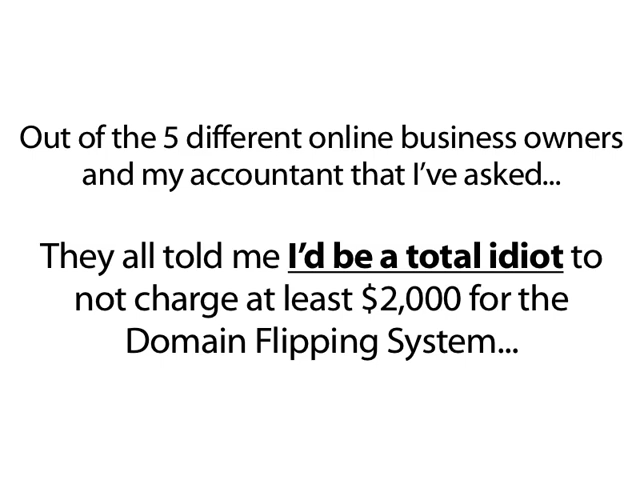 Out of the 5 different online business owners
and my accountant that I’ve asked...
They all told me I’d be a total idiot to
not charge at least $2,000 for the
Domain Flipping System...